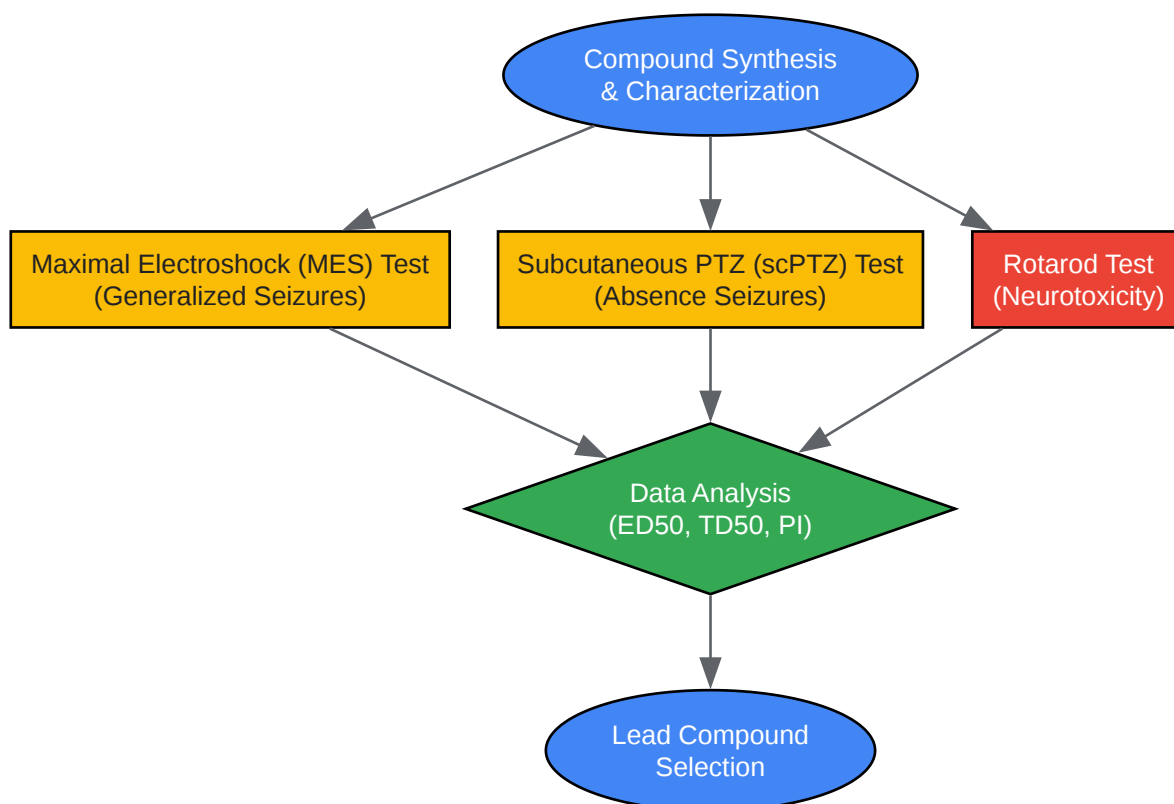 Compound Synthesis
& Characterization
Maximal Electroshock (MES) Test
(Generalized Seizures)
Subcutaneous PTZ (scPTZ) Test
(Absence Seizures)
Rotarod Test
(Neurotoxicity)
Data Analysis
(ED50, TD50, PI)
Lead Compound
Selection